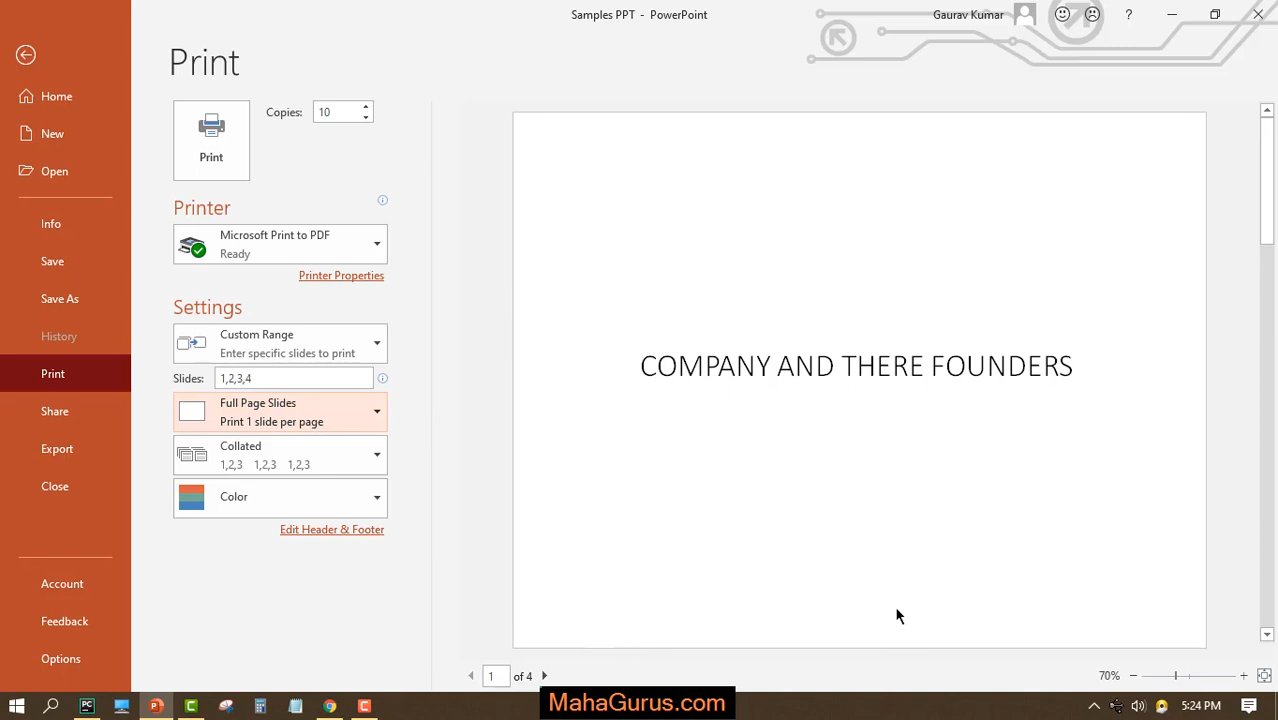 Samples PPT - PowerPoint
Gaurav Kumar
?
Print
Home
New
Open
Info
Save
Save As
History
Print
Share
Export
Close
Account
Feedback
Options
Print
Copies: 10
Printer
Microsoft Print to PDF
Ready
Printer Properties
Settings
Custom Range
Enter specific slides to print
Slides: 1,2,3,4
Full Page Slides
Print 1 slide per page
Collated
1,2,3 1,2,3 1,2,3
Color
Edit Header & Footer
COMPANY AND THERE FOUNDERS
1 of 4
70%
MahaGurus.com
5:24 PM